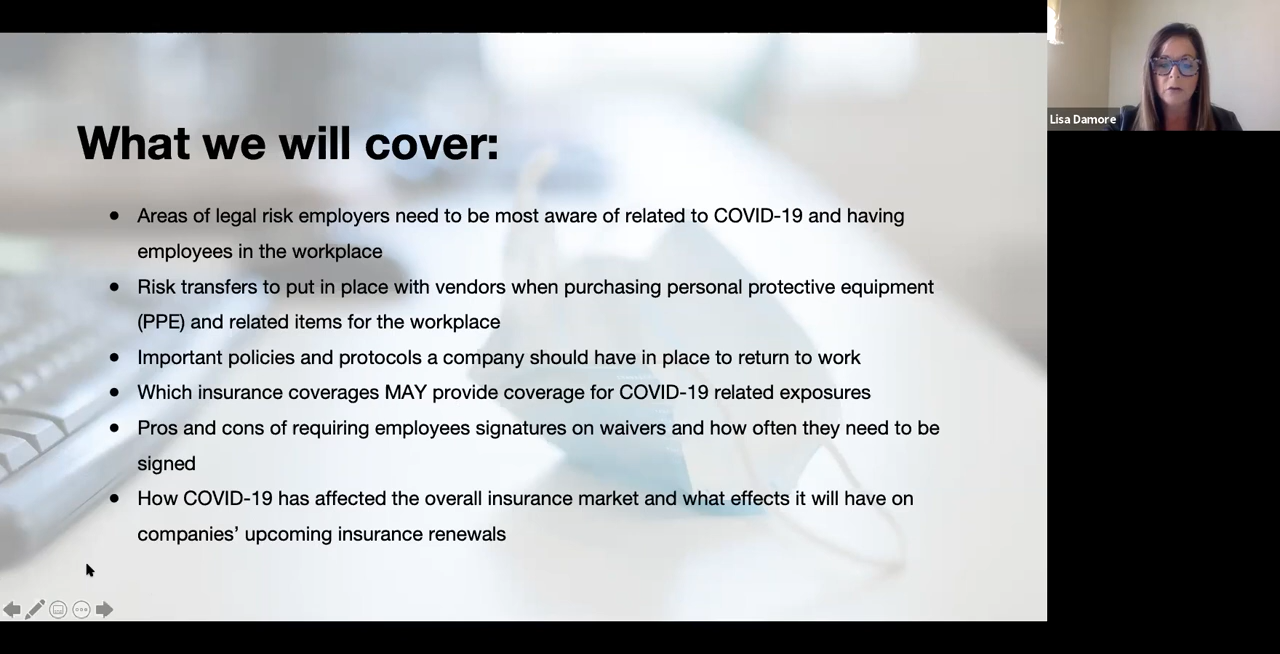 What we will cover:
● Areas of legal risk employers need to be most aware of related to COVID-19 and having
employees in the workplace
● Risk transfers to put in place with vendors when purchasing personal protective equipment
(PPE) and related items for the workplace
● Important policies and protocols a company should have in place to return to work
● Which insurance coverages MAY provide coverage for COVID-19 related exposures
● Pros and cons of requiring employees signatures on waivers and how often they need to be
signed
● How COVID-19 has affected the overall insurance market and what effects it will have on
companies’ upcoming insurance renewals
Lisa Damore